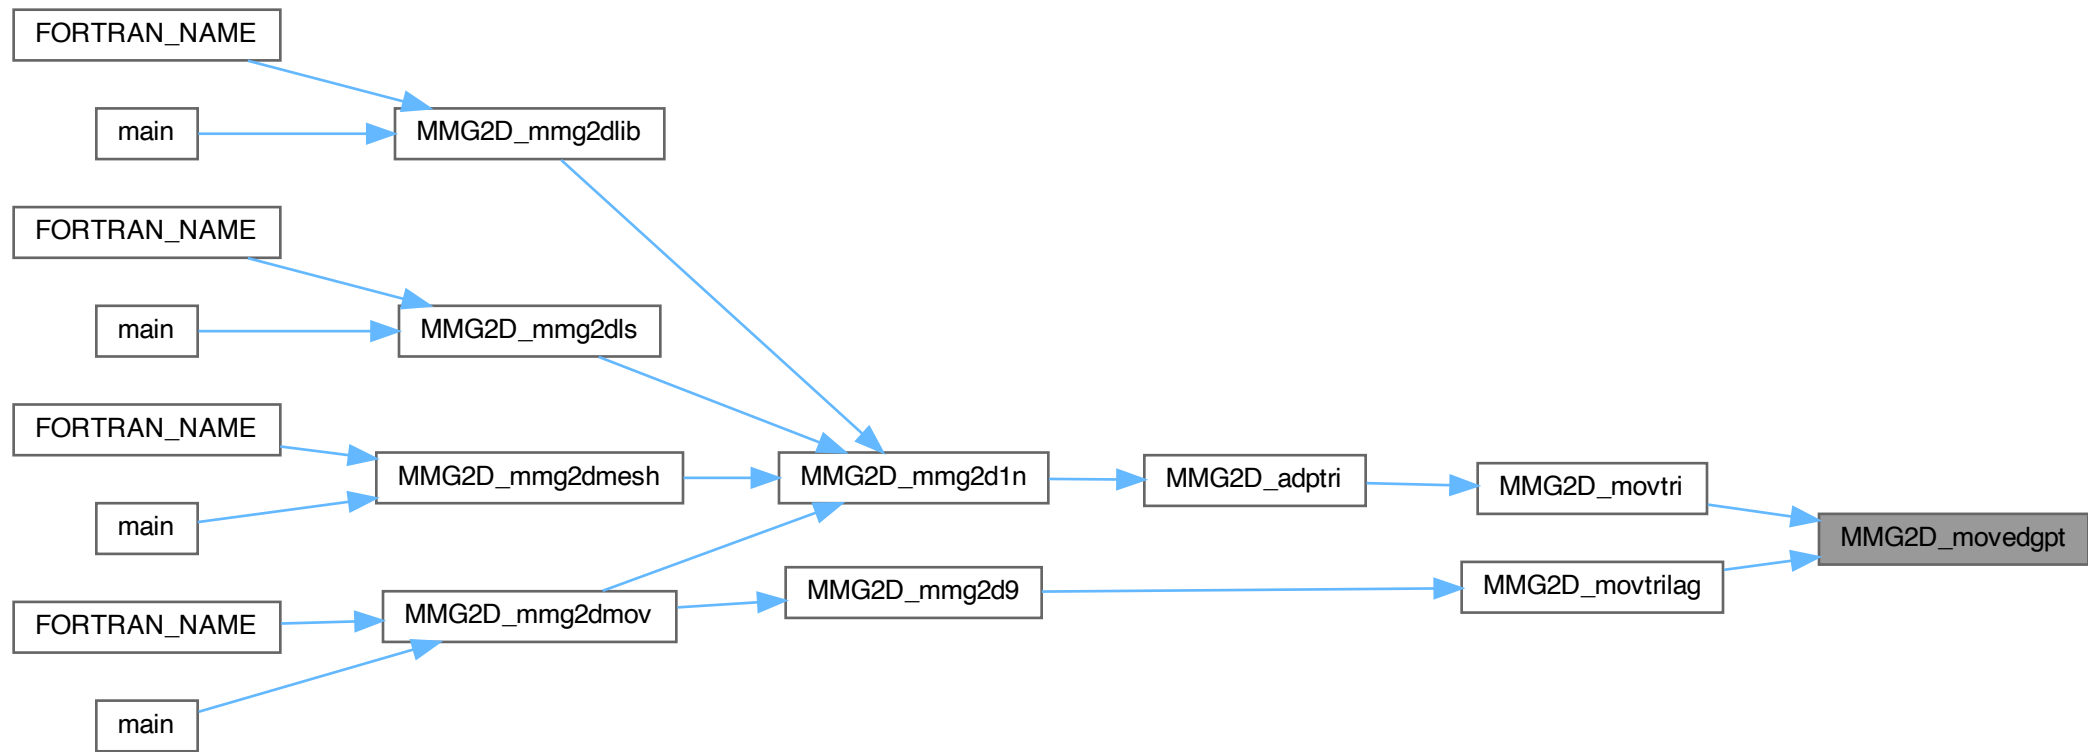 FORTRAN_NAME
main
MMG2D_mmg2dlib
FORTRAN_NAME
main
MMG2D_mmg2dls
FORTRAN_NAME
main
MMG2D_mmg2dmesh
MMG2D_mmg2d1n
MMG2D_adptri
MMG2D_movtri
MMG2D_movedgpt
MMG2D_movtrilag
MMG2D_mmg2d9
MMG2D_mmg2dmov
FORTRAN_NAME
main